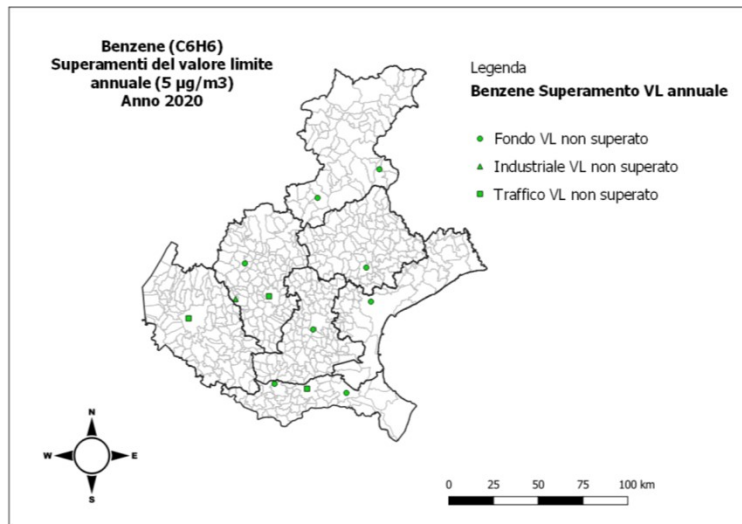 Benzene (C6H6)
Superamenti del valore limite
annuale (5 µg/m3)
Anno 2020
Legenda
Benzene Superamento VL annuale
Fondo VL non superato
Industriale VL non superato
Traffico VL non superato
N
W E
S
0 25 50 75 100 km